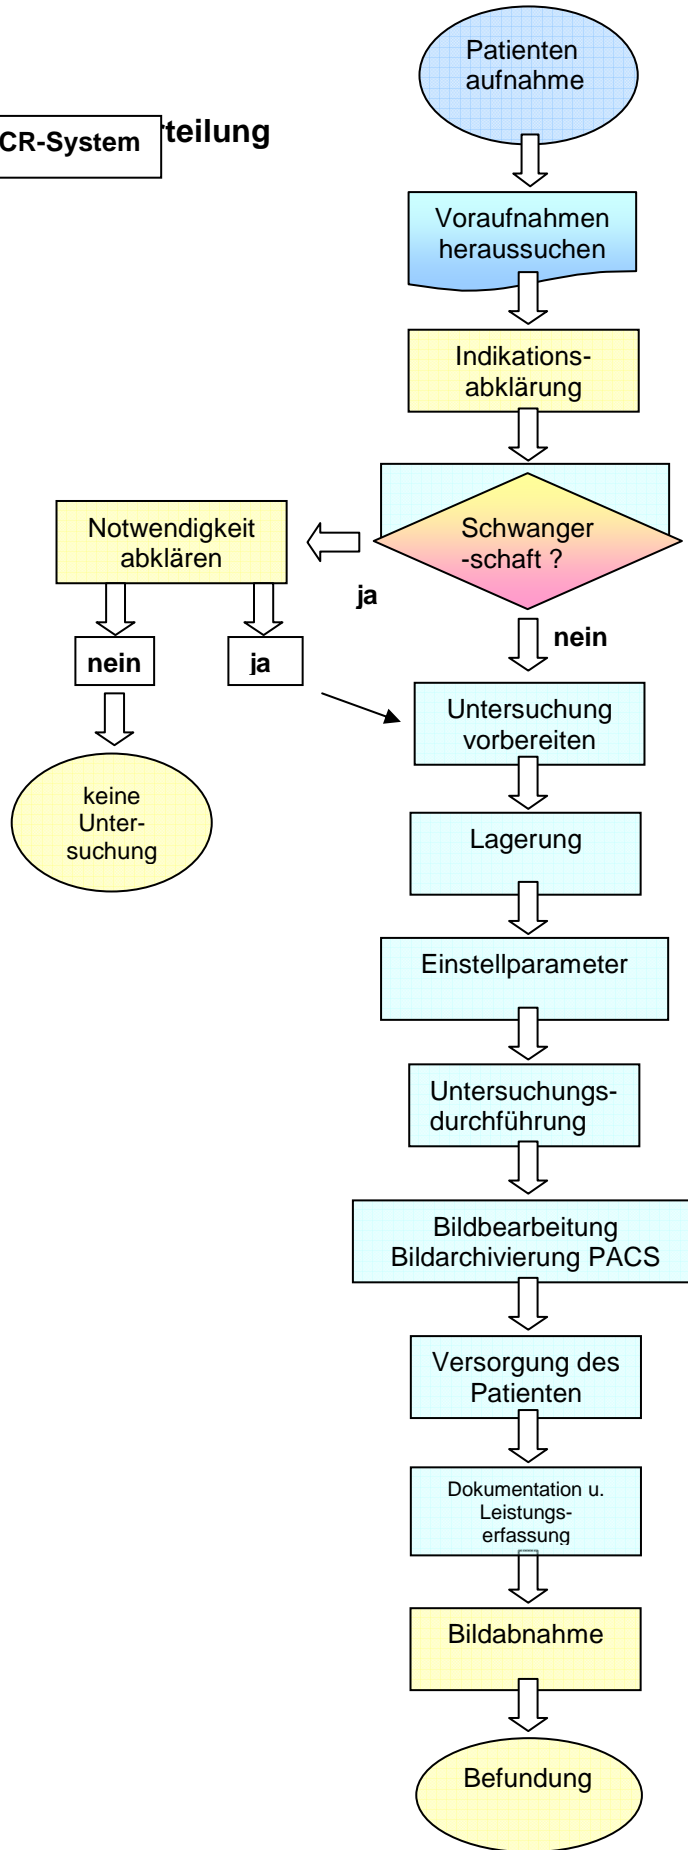 Patienten
aufnahme
CR-System
Voraufnahmen
heraussuchen
Indikations-
abklärung
Schwanger
-schaft ?
Notwendigkeit
abklären
ja
nein
nein
ja
Untersuchung
vorbereiten
keine
Unter-
suchung
Lagerung
Einstellparameter
Untersuchungs-
durchführung
Bildbearbeitung
Bildarchivierung PACS
Versorgung des
Patienten
Dokumentation u.
Leistungs-
erfassung
Bildabnahme
Befundung